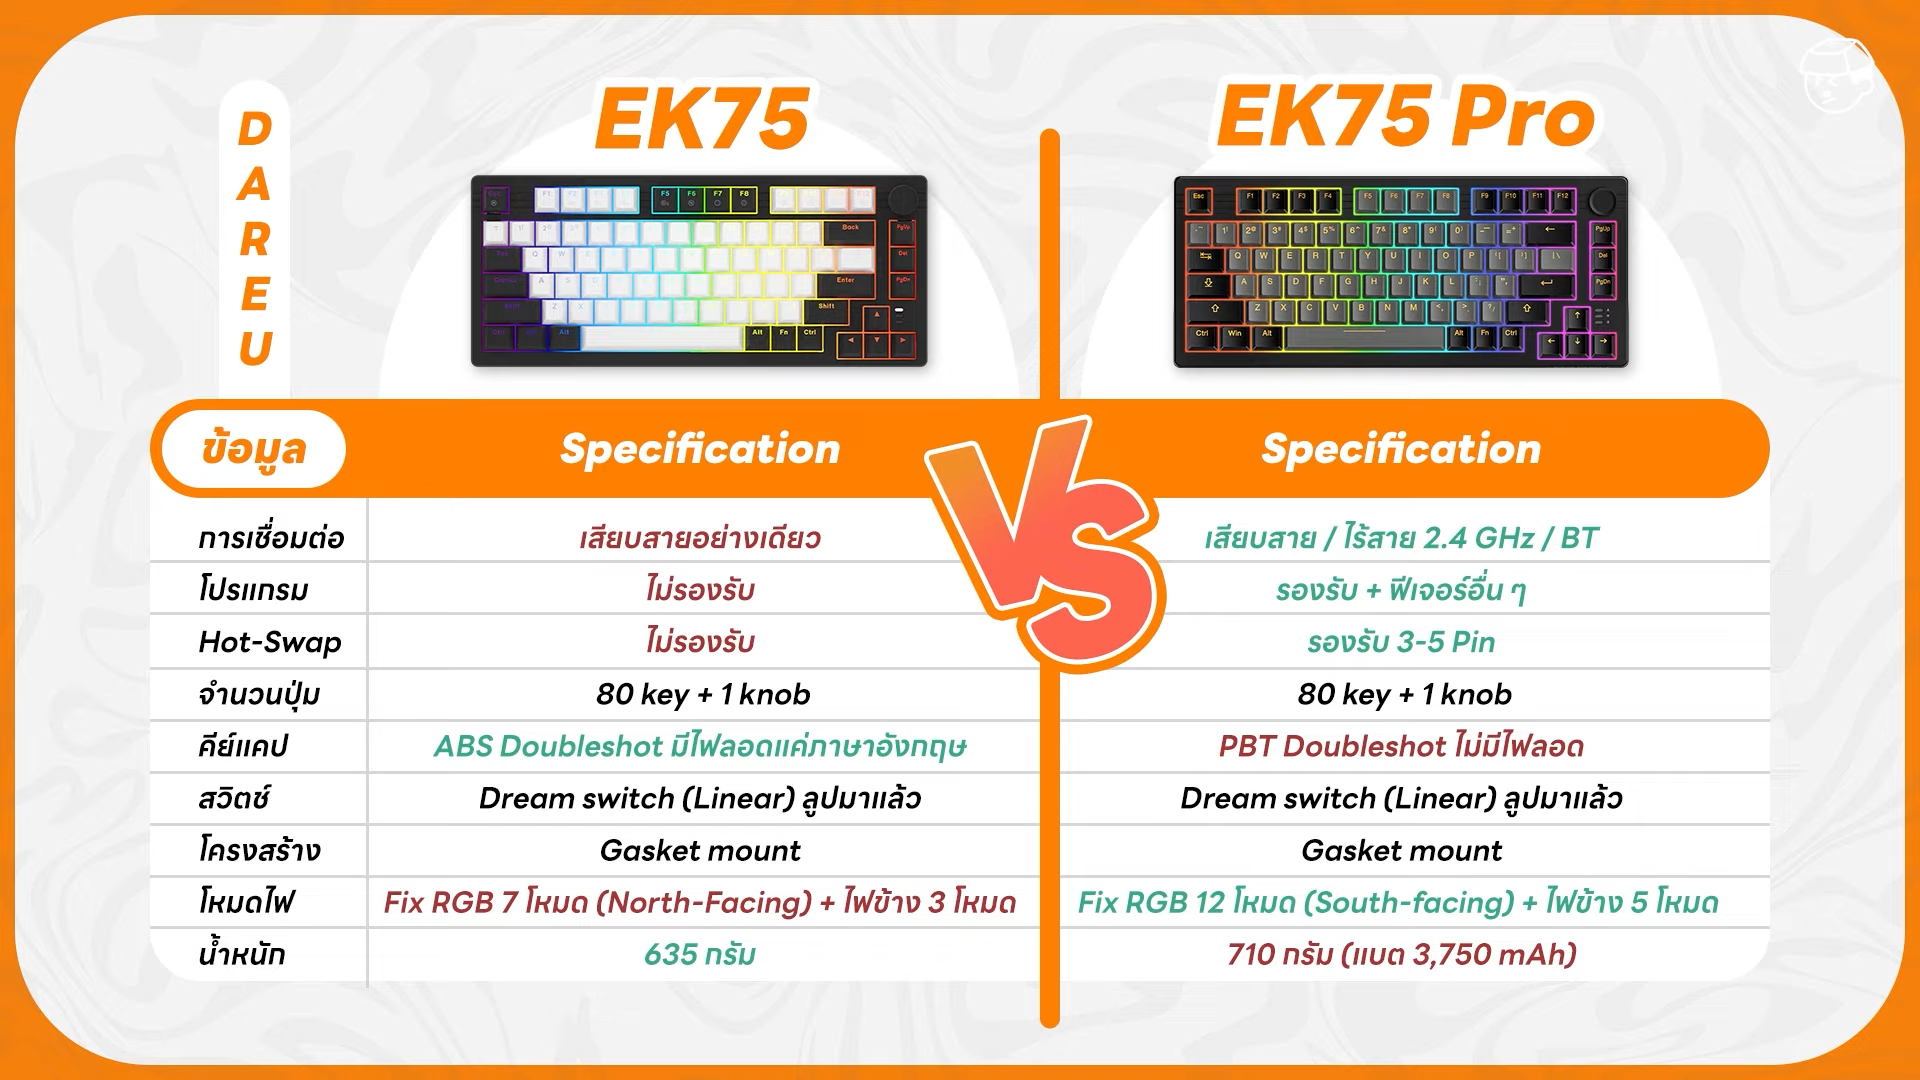 DAREU
EK75
EK75 Pro
ข้อมูล
Specification
VS
Specification
การเชื่อมต่อ
เสียบสายอย่างเดียว
เสียบสาย / ไร้สาย 2.4 GHz / BT
โปรแกรม
ไม่รองรับ
รองรับ + ฟีเจอร์อื่น ๆ
Hot-Swap
ไม่รองรับ
รองรับ 3-5 Pin
จำนวนปุ่ม
80 key + 1 knob
80 key + 1 knob
คีย์แคป
ABS Doubleshot มีไฟลอดแค่ภาษาอังกฤษ
PBT Doubleshot ไม่มีไฟลอด
สวิตช์
Dream switch (Linear) ลูปมาแล้ว
Dream switch (Linear) ลูปมาแล้ว
โครงสร้าง
Gasket mount
Gasket mount
โหมดไฟ
Fix RGB 7 โหมด (North-Facing) + ไฟข้าง 3 โหมด
Fix RGB 12 โหมด (South-facing) + ไฟข้าง 5 โหมด
น้ำหนัก
635 กรัม
710 กรัม (แบต 3,750 mAh)